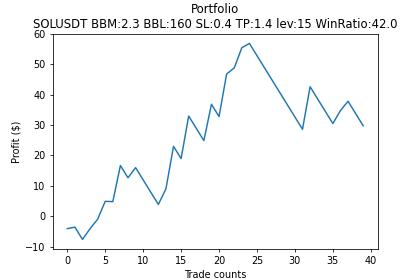 Portfolio
SOLUSDT BBM:2.3 BBL:160 SL:0.4 TP:1.4 lev:15 WinRatio:42.0
60
50
40
30
20
10
0
−10
Profit ($)
0 5 10 15 20 25 30 35 40
Trade counts